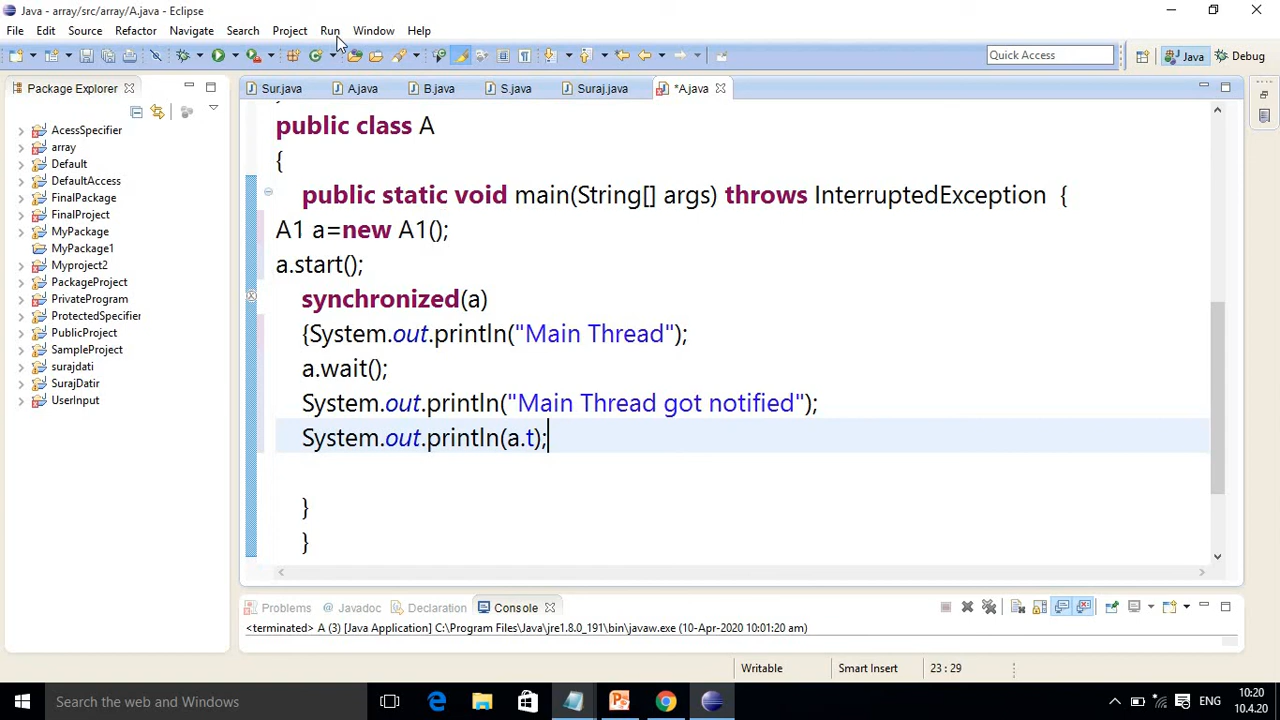 Java - array/src/array/A.java - Eclipse
File Edit Source Refactor Navigate Search Project Run Window Help
Quick Access Java Debug
Package Explorer
Sur.java A.java B.java S.java Suraj.java *A.java
AcessSpecifier
array
Default
DefaultAccess
FinalPackage
FinalProject
MyPackage
MyPackage1
Myproject2
PackageProject
PrivateProgram
ProtectedSpecifier
PublicProject
SampleProject
surajdati
SurajDatir
UserInput
public class A
{
public static void main(String[] args) throws InterruptedException {
A1 a=new A1();
a.start();
synchronized(a)
{System.out.println("Main Thread");
a.wait();
System.out.println("Main Thread got notified");
System.out.println(a.t);
}
}
Problems @ Javadoc Declaration Console
<terminated> A (3) [Java Application] C:\Program Files\Java\jre1.8.0_191\bin\javaw.exe (10-Apr-2020 10:01:20 am)
Writable Smart Insert 23 : 29
Search the web and Windows
ENG
10:20
10.4.20